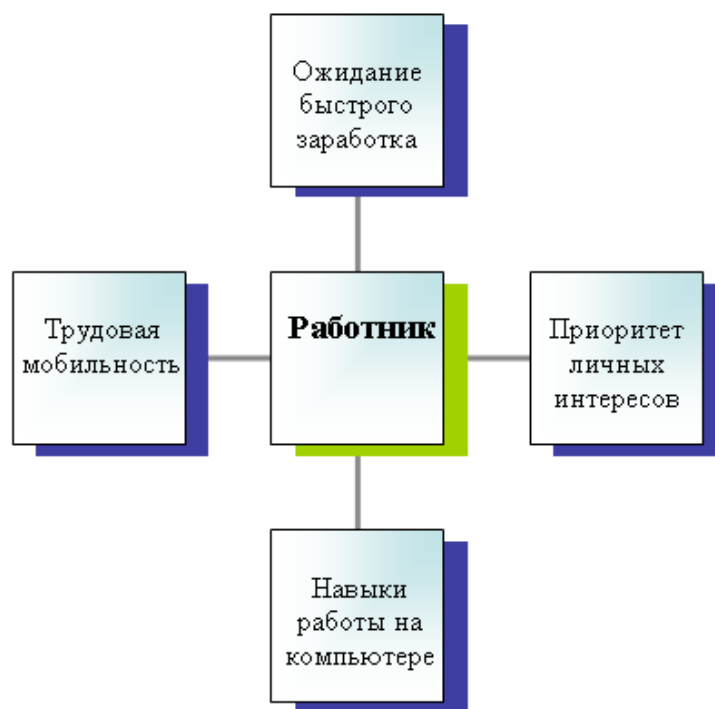 Ожидание
быстрого
заработка
Трудовая
мобильность
Работник
Приоритет
личных
интересов
Навыки
работы на
компьютере